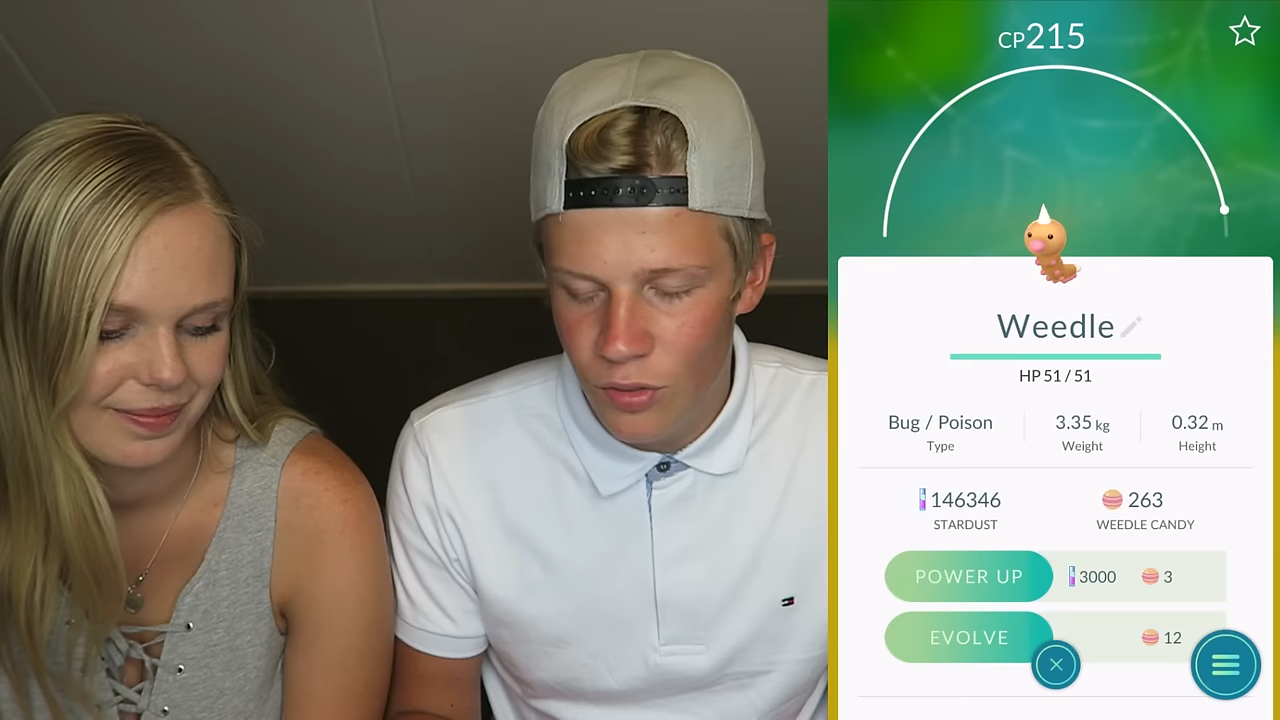 CP215
Weedle
HP 51 / 51
Bug / Poison
3.35 kg
0.32 m
Type
Weight
Height
146346
263
STARDUST
WEEDLE CANDY
POWER UP
3000
3
EVOLVE
12